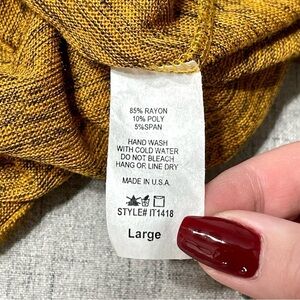 85% RAYON
10% POLY
5%SPAN
HAND WASH
WITH COLD WATER
DO NOT BLEACH
HANG OR LINE DRY
MADE IN U.S.A.
STYLE# IT1418
Large